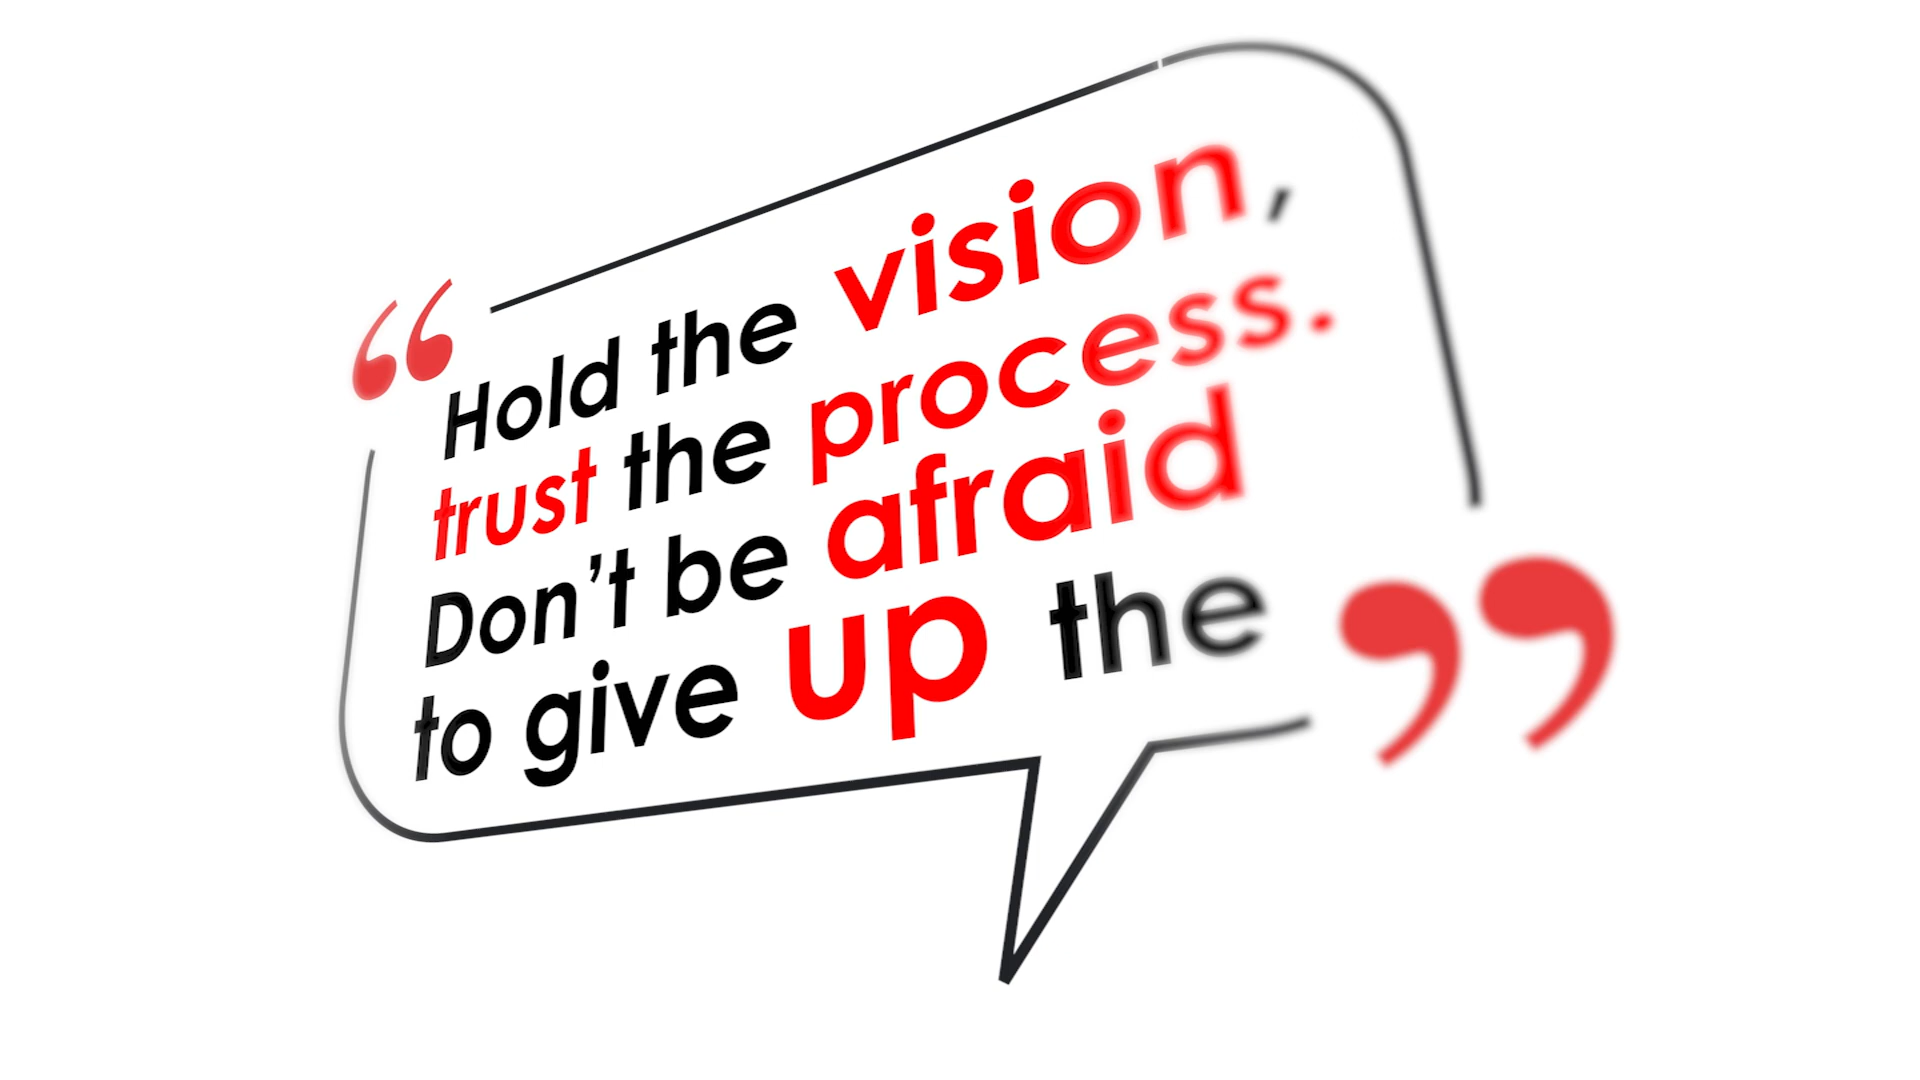 “Hold the vision,
trust the process.
Don’t be afraid
to give up the ”